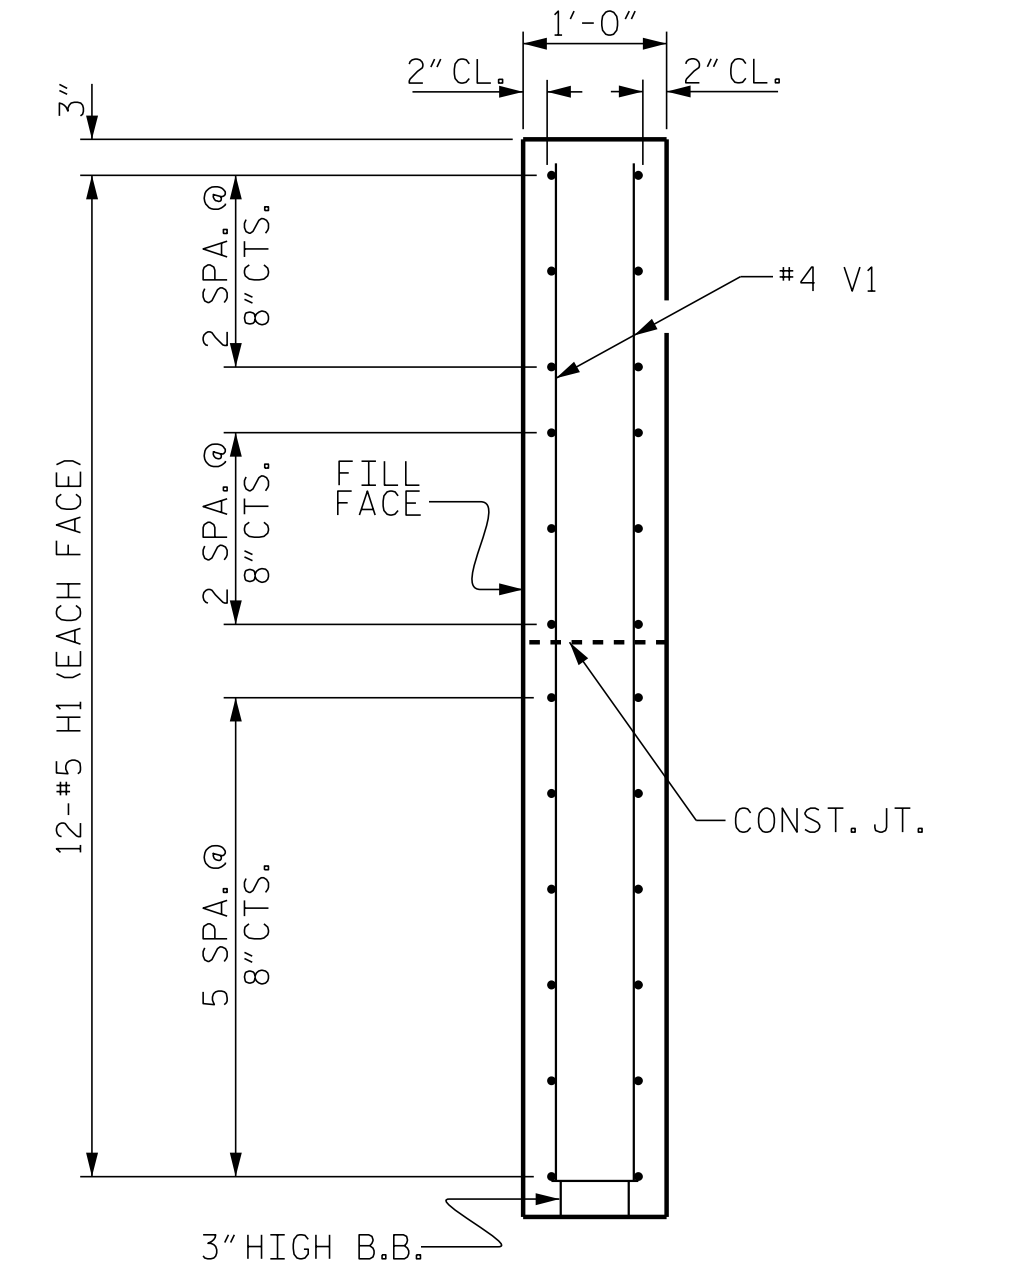 1'-0"
2" CL.
2" CL.
3"
2 SPA. @
8" CTS.
#4 V1
2 SPA. @
8" CTS.
FILL
FACE
12-#5 H1 (EACH FACE)
CONST. JT.
5 SPA. @
8" CTS.
3" HIGH B.B.